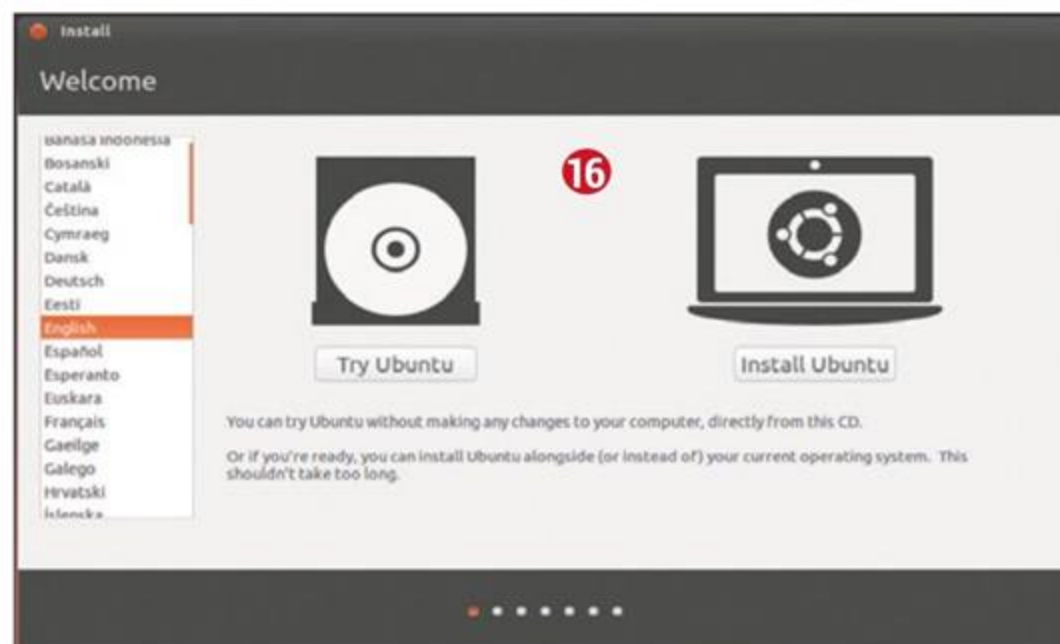 Install
Welcome
Bahasa Indonesia
Bosanski
Català
Čeština
Cymraeg
Dansk
Deutsch
Eesti
English
Español
Esperanto
Euskara
Français
Gaeilge
Galego
Hrvatski
Íslenska
16
Try Ubuntu
Install Ubuntu
You can try Ubuntu without making any changes to your computer, directly from this CD.
Or if you're ready, you can install Ubuntu alongside (or instead of) your current operating system. This
shouldn't take too long.